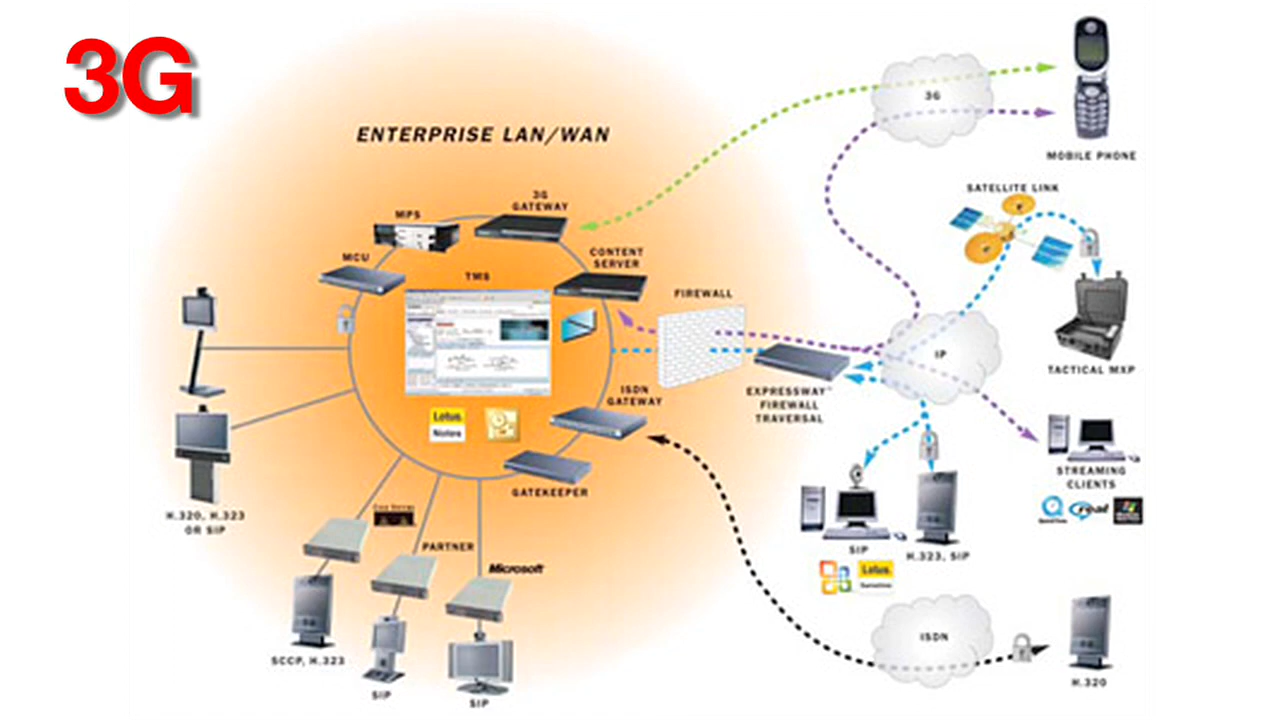 3G
ENTERPRISE LAN/WAN
3G
MOBILE PHONE
SATELLITE LINK
3G
GATEWAY
MPS
CONTENT
SERVER
MCU
TMS
FIREWALL
IP
TACTICAL MXP
EXPRESSWAY™
FIREWALL
TRAVERSAL
ISDN
GATEWAY
Lotus
Notes
GATEKEEPER
STREAMING
CLIENTS
real
H.320, H.323
OR SIP
PARTNER
Microsoft
SIP
H.323, SIP
Lotus
ISDN
SCCP, H.323
SIP
SIP
H.320